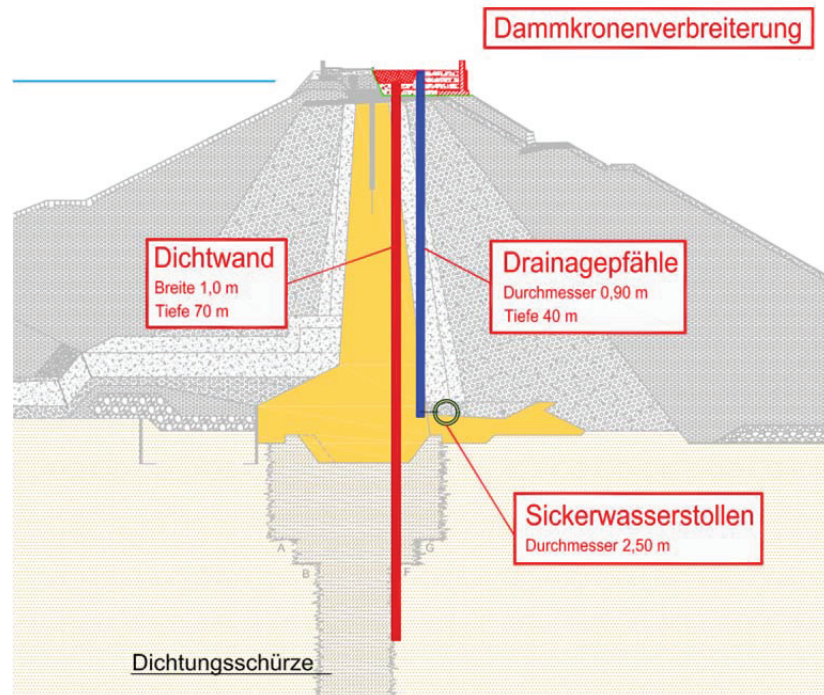 Dammkronenverbreiterung
Dichtwand
Breite 1,0 m
Tiefe 70 m
Drainagepfähle
Durchmesser 0,90 m
Tiefe 40 m
Sickerwasserstollen
Durchmesser 2,50 m
A
G
B
F
Dichtungsschürze